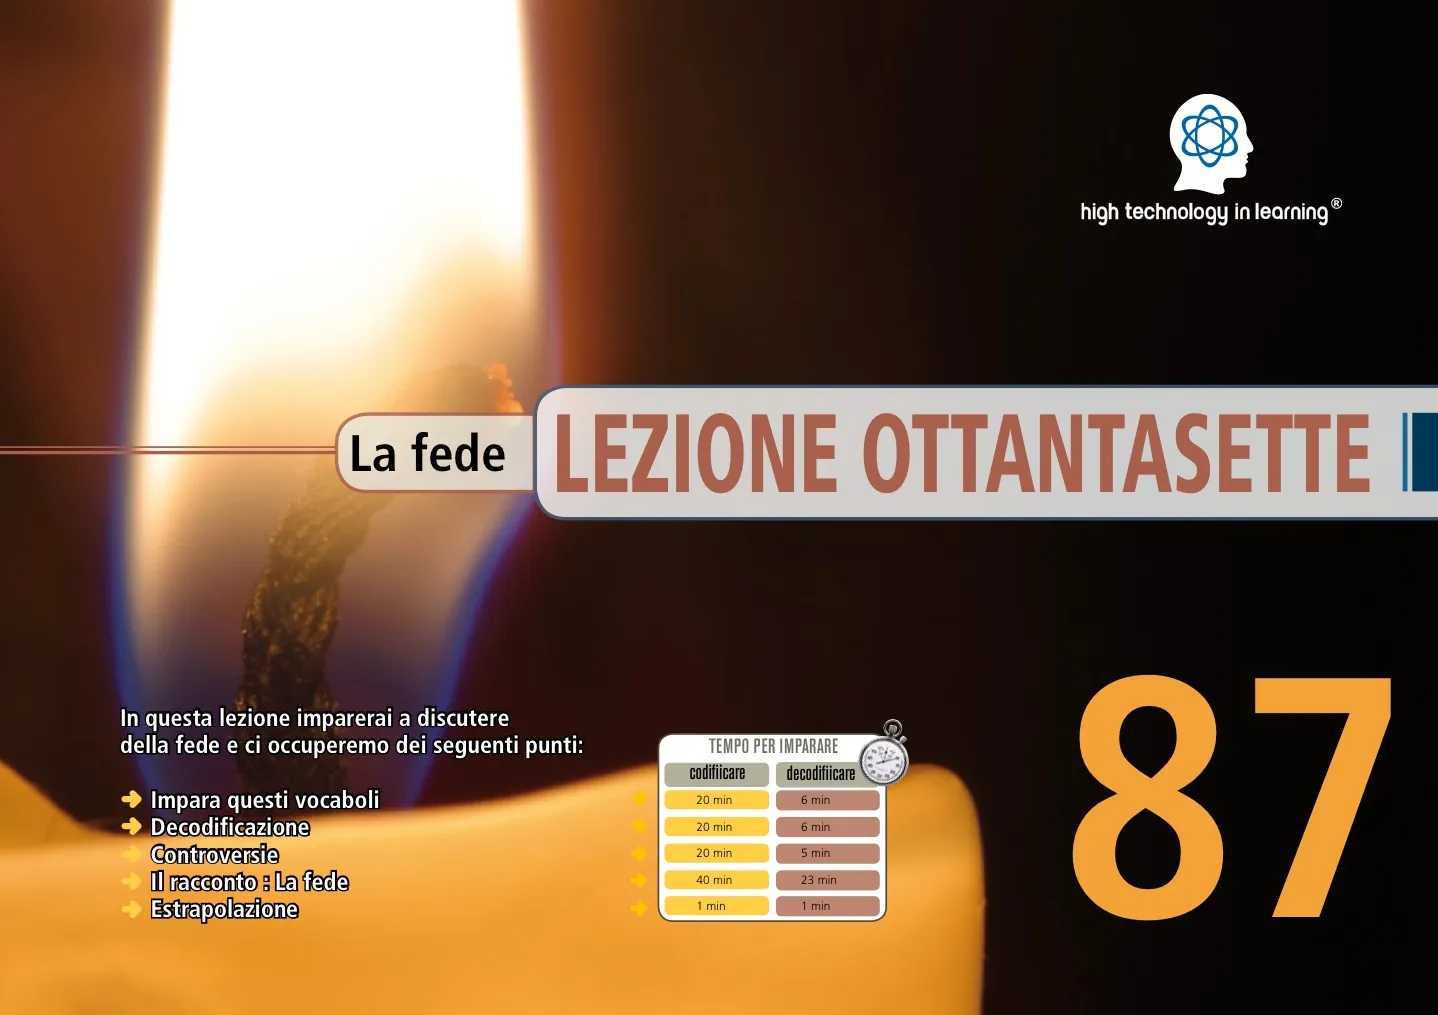 high technology in learning®
La fede
LEZIONE OTTANTASETTE
In questa lezione imparerai a discutere
della fede e ci occuperemo dei seguenti punti:
Impara questi vocaboli
Decodificazione
Controversie
Il racconto : La fede
Estrapolazione
TEMPO PER IMPARARE
codifiicare decodifiicare
20 min 6 min
20 min 6 min
20 min 5 min
40 min 23 min
1 min 1 min
87